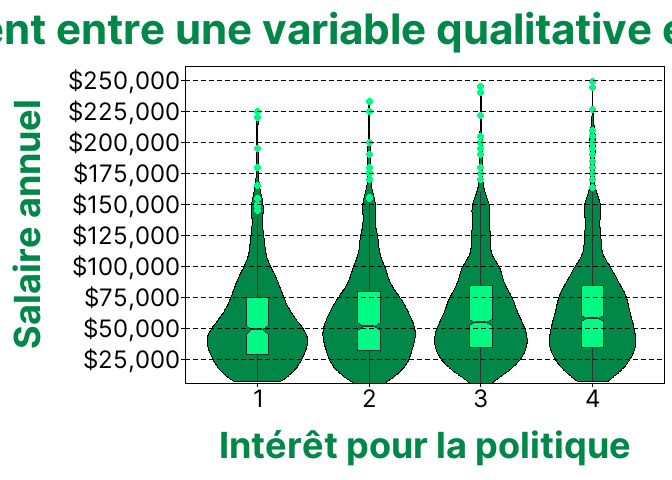 ent entre une variable qualitative e
$250,000
$225,000
$200,000
$175,000
$150,000
$125,000
$100,000
$75,000
$50,000
$25,000
Salaire annuel
1 2 3 4
Intérêt pour la politique